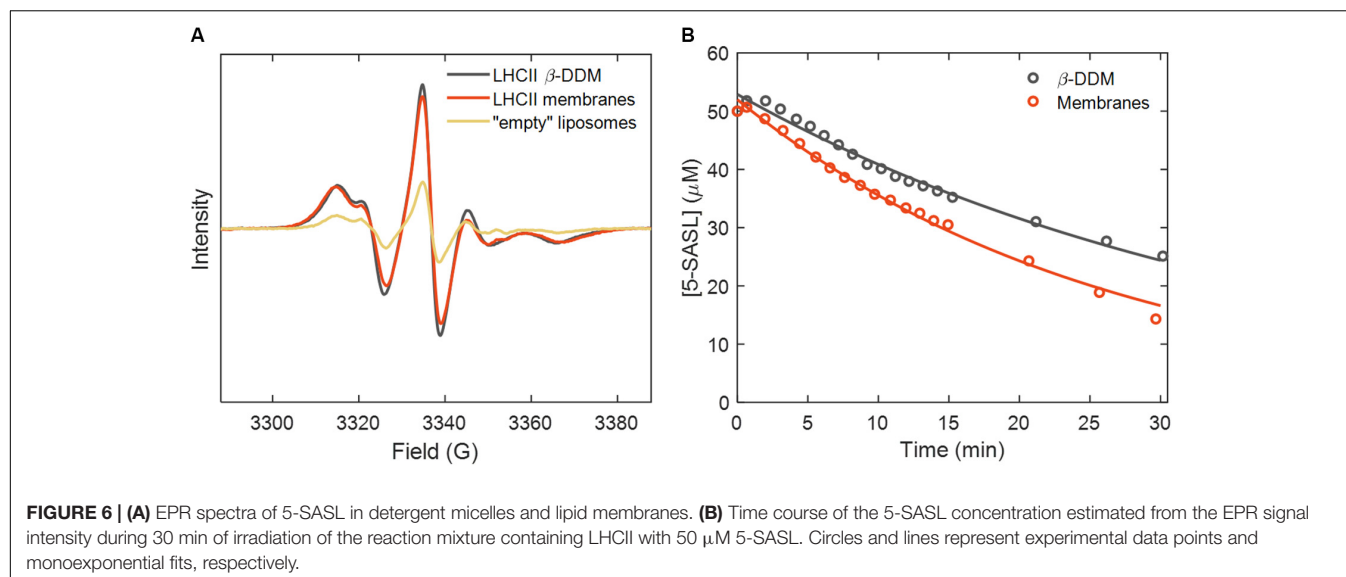 A
LHCII β-DDM
LHCII membranes
"empty" liposomes
Intensity
3300 3320 3340 3360 3380
Field (G)
B
60
50
40
30
20
10
0
[5-SASL] (μM)
β-DDM
Membranes
0 5 10 15 20 25 30
Time (min)
FIGURE 6 | (A) EPR spectra of 5-SASL in detergent micelles and lipid membranes. (B) Time course of the 5-SASL concentration estimated from the EPR signal
intensity during 30 min of irradiation of the reaction mixture containing LHCII with 50 μM 5-SASL. Circles and lines represent experimental data points and
monoexponential fits, respectively.